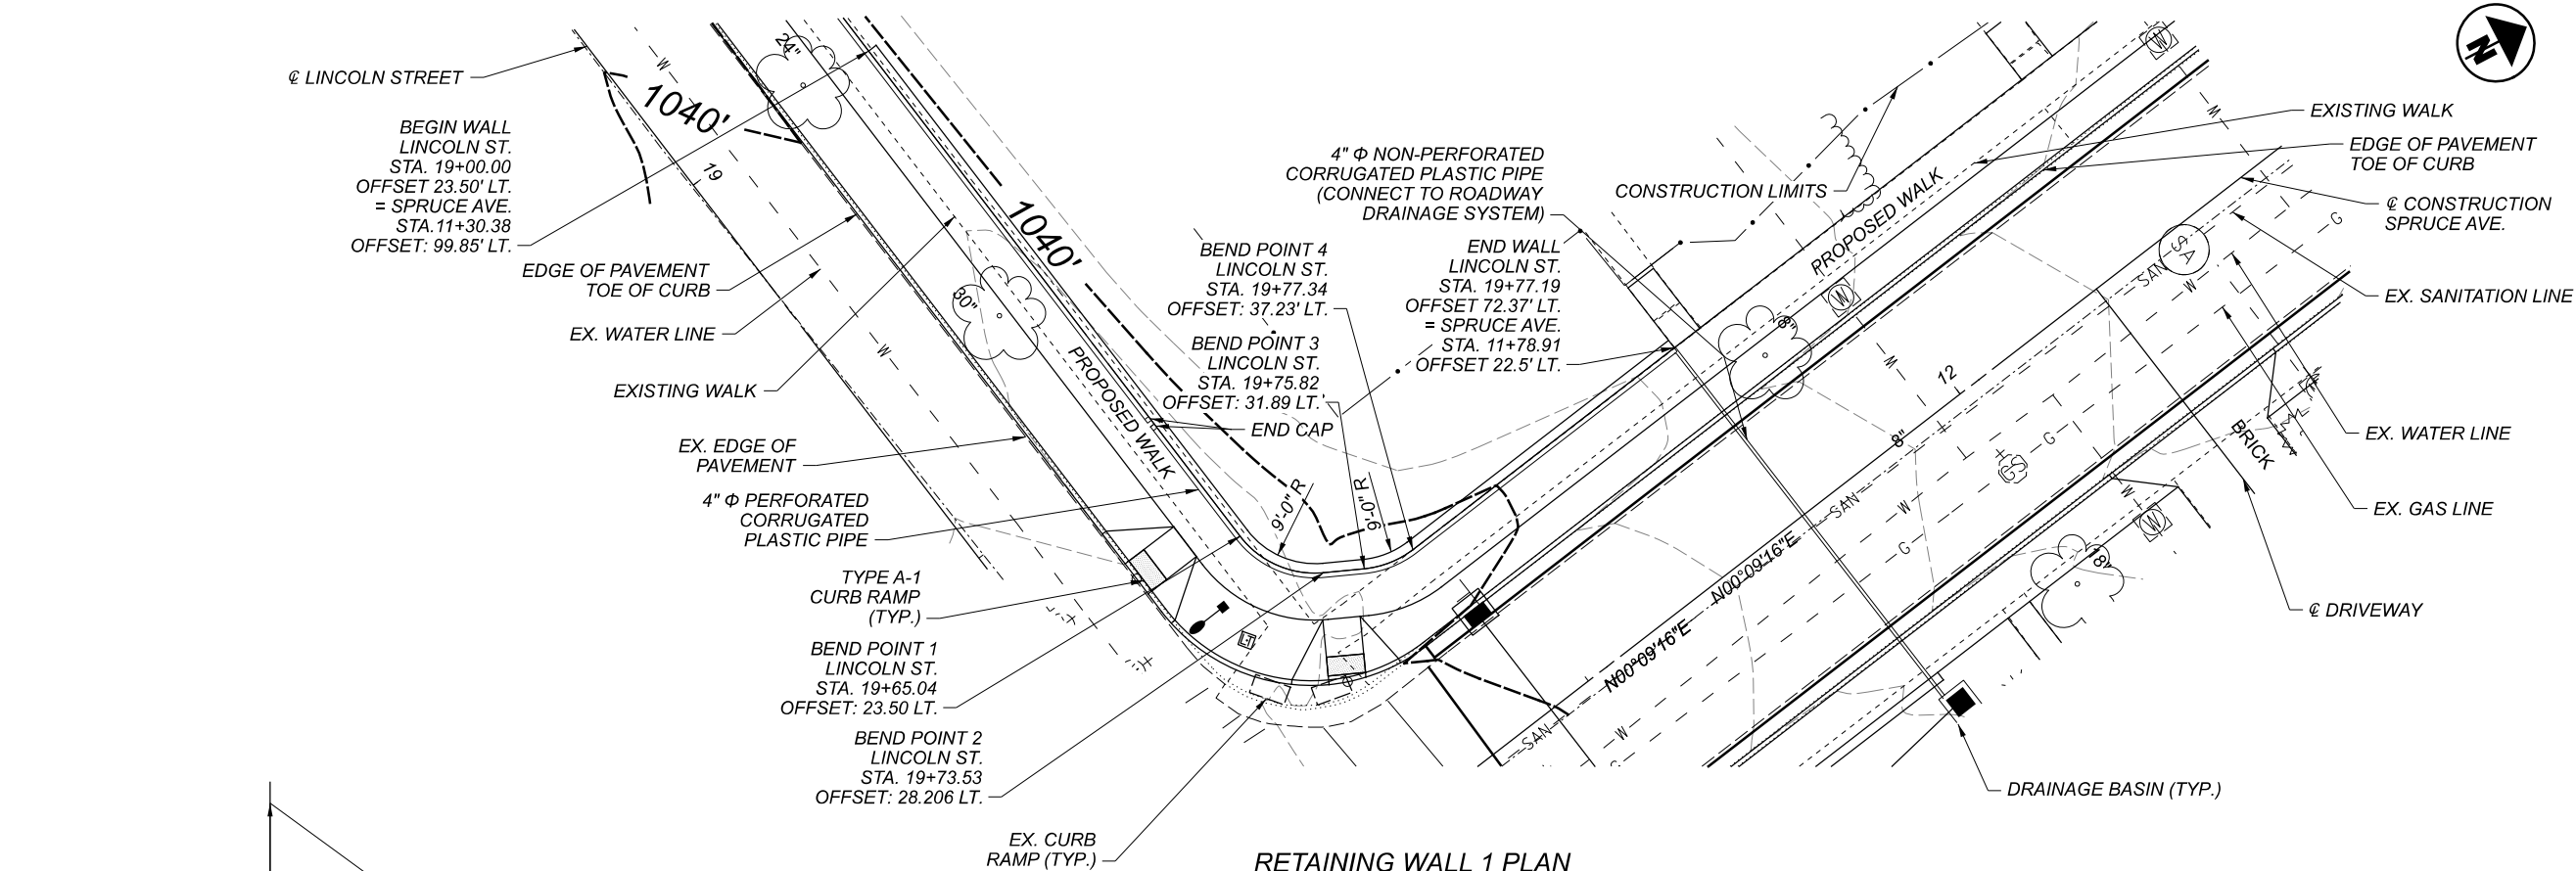 ℄ LINCOLN STREET
BEGIN WALL
LINCOLN ST.
STA. 19+00.00
OFFSET 23.50' LT.
= SPRUCE AVE.
STA.11+30.38
OFFSET: 99.85' LT.
EDGE OF PAVEMENT
TOE OF CURB
EX. WATER LINE
EXISTING WALK
EX. EDGE OF
PAVEMENT
4" Φ PERFORATED
CORRUGATED
PLASTIC PIPE
TYPE A-1
CURB RAMP
(TYP.)
BEND POINT 1
LINCOLN ST.
STA. 19+65.04
OFFSET: 23.50 LT.
BEND POINT 2
LINCOLN ST.
STA. 19+73.53
OFFSET: 28.206 LT.
EX. CURB
RAMP (TYP.)
W
24"
1040'
19
30"
W
1040'
PROPOSED WALK
END CAP
9'-0" R
9'-0" R
BEND POINT 4
LINCOLN ST.
STA. 19+77.34
OFFSET: 37.23' LT.
BEND POINT 3
LINCOLN ST.
STA. 19+75.82
OFFSET: 31.89 LT.
4" Φ NON-PERFORATED
CORRUGATED PLASTIC PIPE
(CONNECT TO ROADWAY
DRAINAGE SYSTEM)
END WALL
LINCOLN ST.
STA. 19+77.19
OFFSET 72.37' LT.
= SPRUCE AVE.
STA. 11+78.91
OFFSET 22.5' LT.
CONSTRUCTION LIMITS
PROPOSED WALK
W
W
W
W
8"
12
8"
SA
SAN
W
G
G
W
G
SAN
W
G
GS
N00°09'16"E
N00°09'16"E
SAN
W
G
W
W
18"
BRICK
N
EXISTING WALK
EDGE OF PAVEMENT
TOE OF CURB
℄ CONSTRUCTION
SPRUCE AVE.
EX. SANITATION LINE
EX. WATER LINE
EX. GAS LINE
℄ DRIVEWAY
DRAINAGE BASIN (TYP.)
RETAINING WALL 1 PLAN